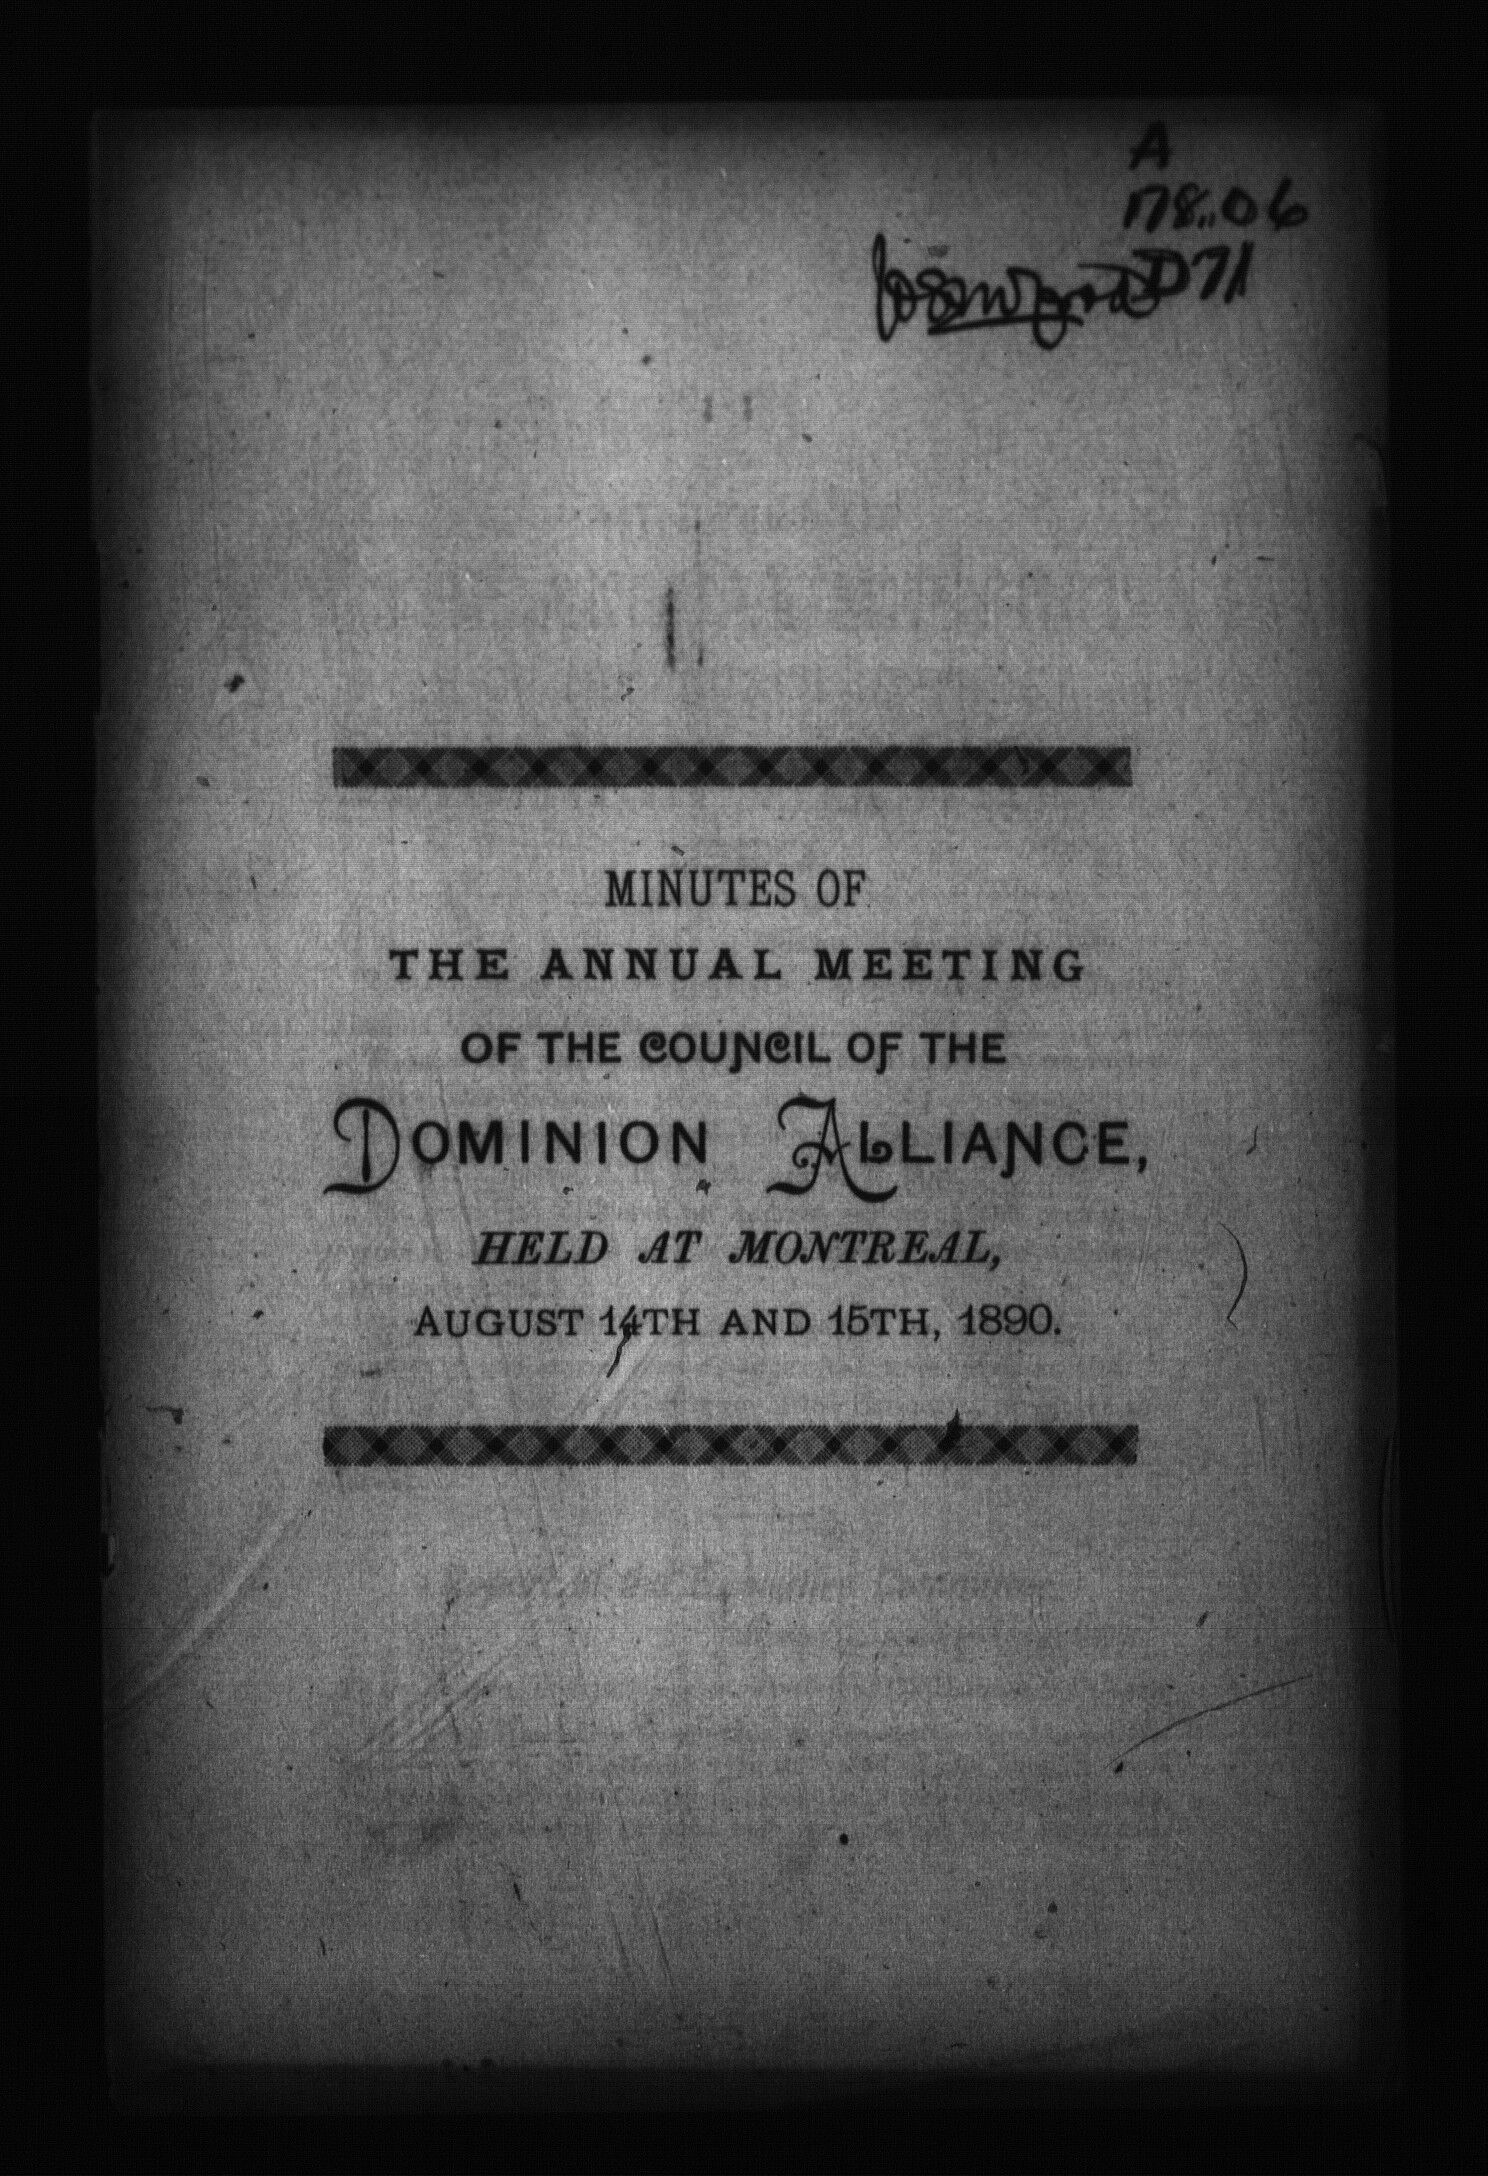 A
178.06
D71
MINUTES OF
THE ANNUAL MEETING
OF THE COUNCIL OF THE
DOMINION ALLIANCE,
HELD AT MONTREAL,
AUGUST 14TH AND 15TH, 1890.